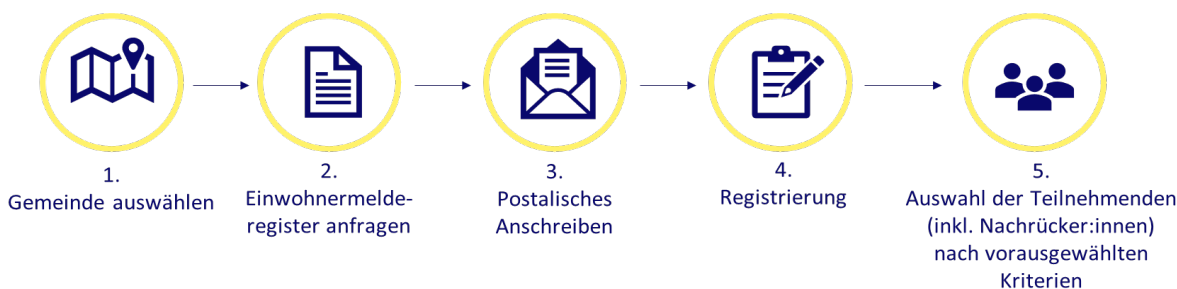 1.
Gemeinde auswählen
2.
Einwohnermelde-
register anfragen
3.
Postalisches
Anschreiben
4.
Registrierung
5.
Auswahl der Teilnehmenden
(inkl. Nachrücker:innen)
nach vorausgewählten
Kriterien